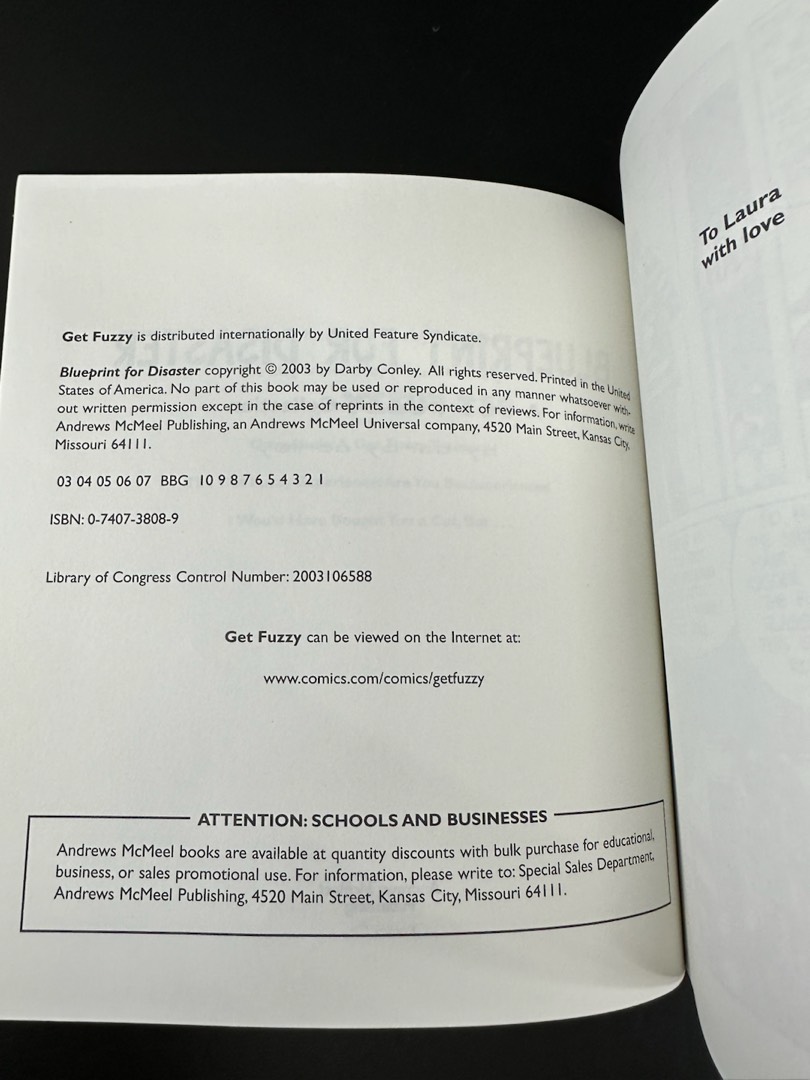 Get Fuzzy is distributed internationally by United Feature Syndicate.
Blueprint for Disaster copyright © 2003 by Darby Conley. All rights reserved. Printed in the United
States of America. No part of this book may be used or reproduced in any manner whatsoever with-
out written permission except in the case of reprints in the context of reviews. For information, write
Andrews McMeel Publishing, an Andrews McMeel Universal company, 4520 Main Street, Kansas City,
Missouri 64111.
03 04 05 06 07 BBG 10 9 8 7 6 5 4 3 2 1
ISBN: 0-7407-3808-9
Library of Congress Control Number: 2003106588
Get Fuzzy can be viewed on the Internet at:
www.comics.com/comics/getfuzzy
ATTENTION: SCHOOLS AND BUSINESSES
Andrews McMeel books are available at quantity discounts with bulk purchase for educational,
business, or sales promotional use. For information, please write to: Special Sales Department,
Andrews McMeel Publishing, 4520 Main Street, Kansas City, Missouri 64111.
To Laura
with love